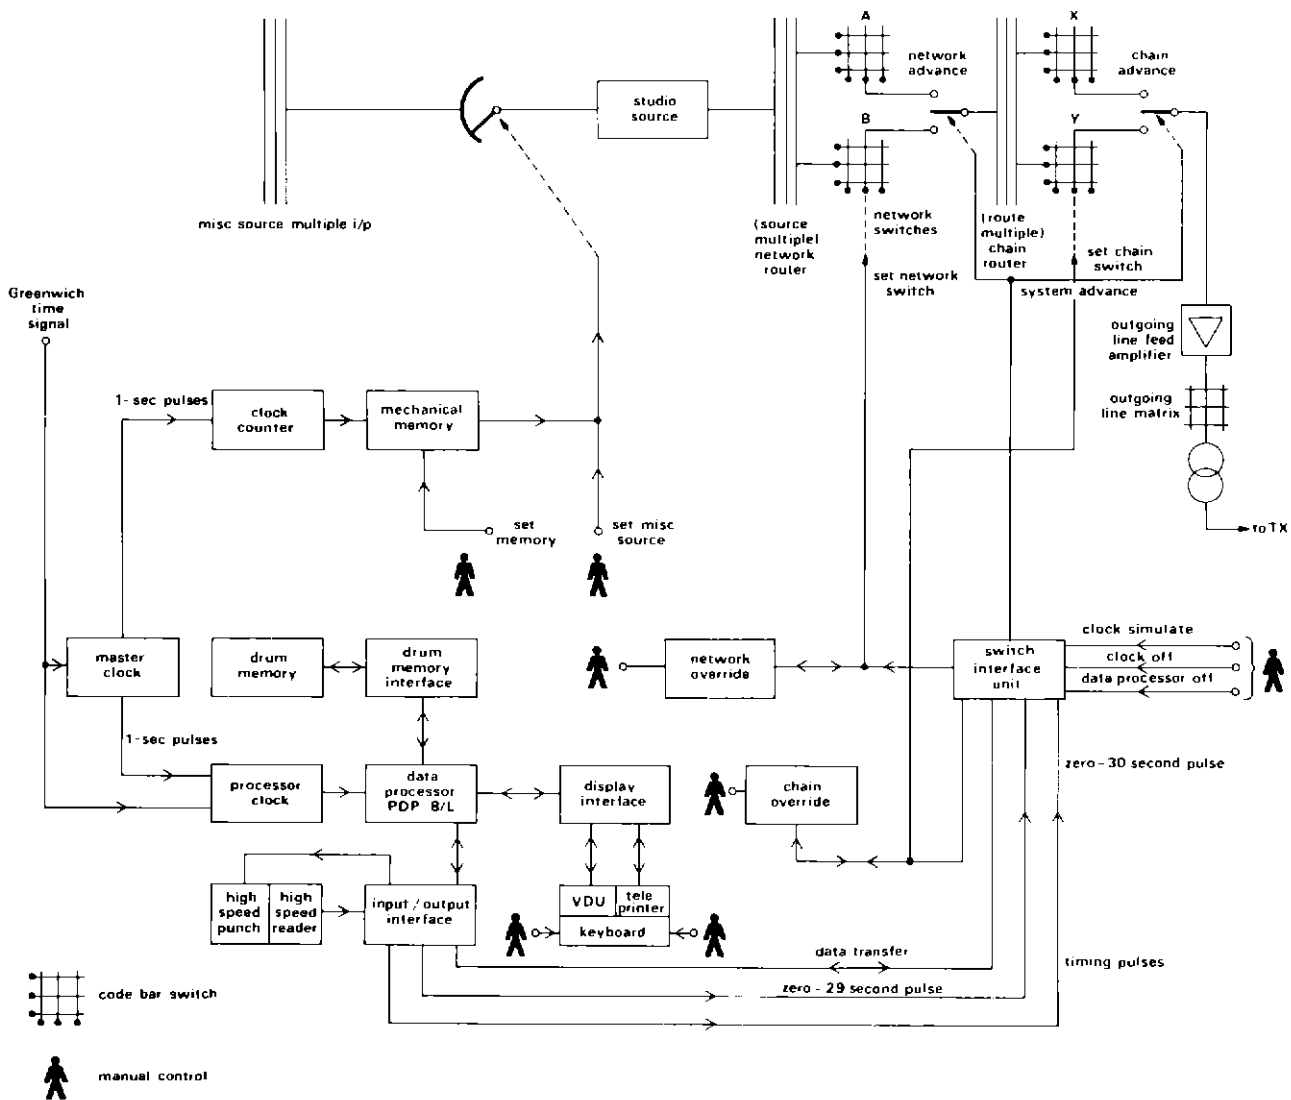 A
X
network
advance
chain
advance
studio
source
B
Y
misc source multiple i/p
(source
multiple)
network
router
network
switches
set network
switch
(route
multiple)
chain
router
set chain
switch
system advance
Greenwich
time
signal
outgoing
line feed
amplifier
1-sec pulses
clock
counter
mechanical
memory
outgoing
line matrix
set
memory
set misc
source
to TX
master
clock
drum
memory
drum
memory
interface
network
override
switch
interface
unit
clock simulate
clock off
data processor off
1-sec pulses
zero-30 second pulse
processor
clock
data
processor
PDP 8/L
display
interface
chain
override
high
speed
punch
high
speed
reader
input/output
interface
VDU
tele
printer
keyboard
data transfer
timing pulses
zero-29 second pulse
code bar switch
manual control